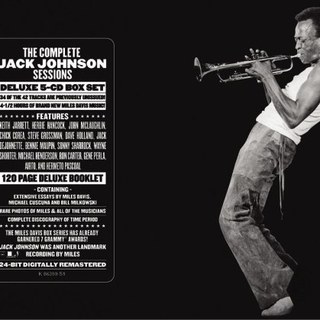 THE COMPLETE
JACK JOHNSON
SESSIONS
DELUXE 5-CD BOX SET
34 OF THE 42 TRACKS ARE PREVIOUSLY UNISSUED!
4-1/2 HOURS OF BRAND NEW MILES DAVIS MUSIC!
FEATURES
KEITH JARRETT, HERBIE HANCOCK, JOHN MCLAUGHLIN,
CHICK COREA, STEVE GROSSMAN, DAVE HOLLAND, JACK
DEJOHNETTE, BENNIE MAUPIN, SONNY SHARROCK, WAYNE
SHORTER, MICHAEL HENDERSON, RON CARTER, GENE PERLA,
AIRTO, AND HERMETO PASCOAL
120 PAGE DELUXE BOOKLET
- CONTAINING -
EXTENSIVE ESSAYS BY MILES DAVIS,
MICHAEL CUSCUNA AND BILL MILKOWSKI
RARE PHOTOS OF MILES & ALL OF THE MUSICIANS
COMPLETE DISCOGRAPHY OF TIME PERIOD
THE MILES DAVIS BOX SERIES HAS ALREADY
GARNERED 7 GRAMMY AWARDS!
JACK JOHNSON WAS ANOTHER LANDMARK
RECORDING BY MILES
24-BIT DIGITALLY REMASTERED